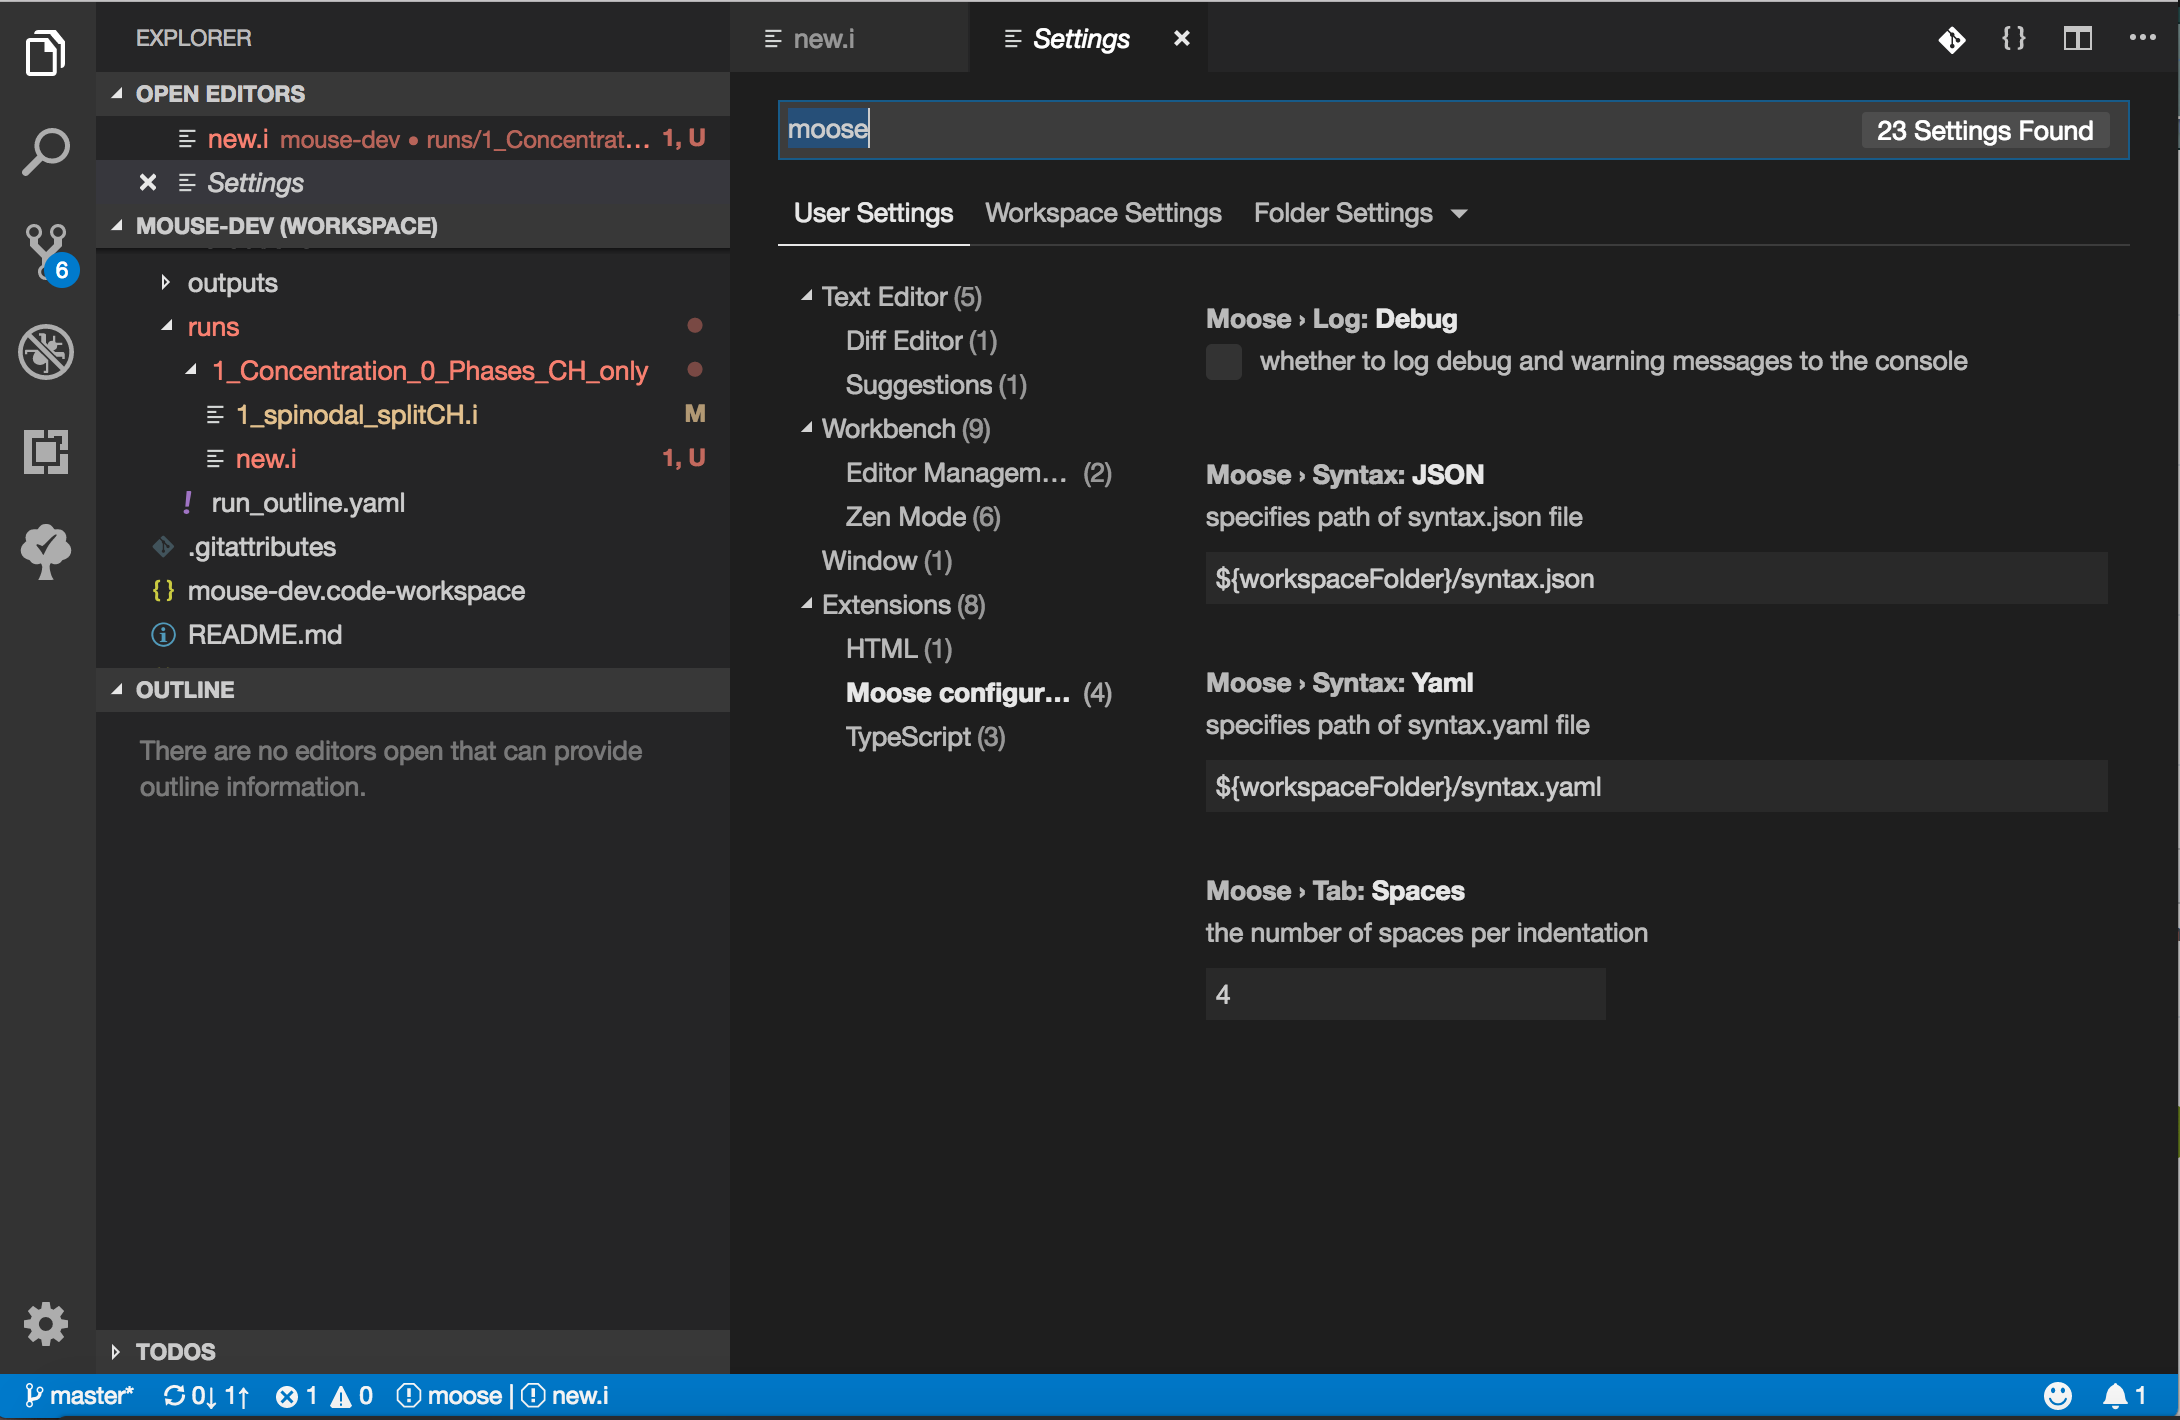 EXPLORER
OPEN EDITORS
new.i mouse-dev • runs/1_Concentrat... 1, U
Settings
MOUSE-DEV (WORKSPACE)
outputs
runs
1_Concentration_0_Phases_CH_only
1_spinodal_splitCH.i M
new.i 1, U
! run_outline.yaml
.gitattributes
{} mouse-dev.code-workspace
README.md
OUTLINE
There are no editors open that can provide
outline information.
TODOS
6
new.i
Settings
{}
moose
23 Settings Found
User Settings
Workspace Settings
Folder Settings
Text Editor (5)
Diff Editor (1)
Suggestions (1)
Workbench (9)
Editor Managem... (2)
Zen Mode (6)
Window (1)
Extensions (8)
HTML (1)
Moose configur... (4)
TypeScript (3)
Moose › Log: Debug
whether to log debug and warning messages to the console
Moose › Syntax: JSON
specifies path of syntax.json file
${workspaceFolder}/syntax.json
Moose › Syntax: Yaml
specifies path of syntax.yaml file
${workspaceFolder}/syntax.yaml
Moose › Tab: Spaces
the number of spaces per indentation
4
master* 0↓ 1↑ 1 0 moose | new.i 1